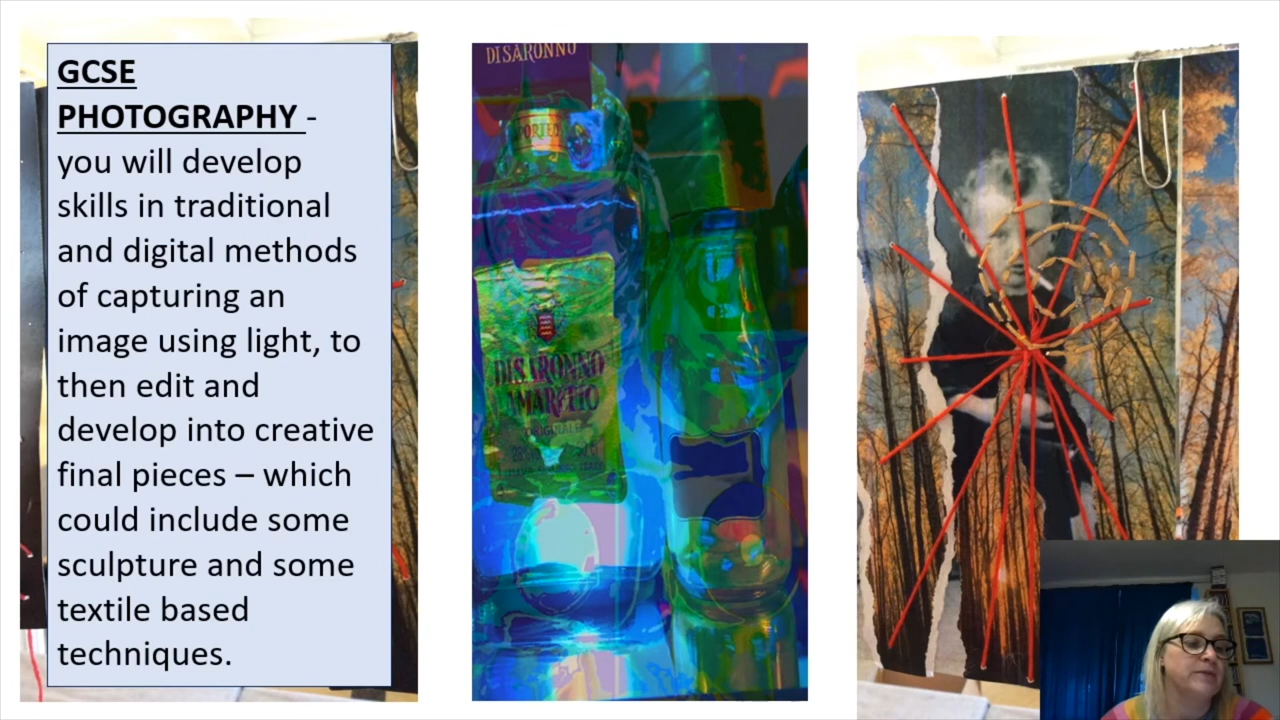 GCSE
PHOTOGRAPHY -
you will develop
skills in traditional
and digital methods
of capturing an
image using light, to
then edit and
develop into creative
final pieces – which
could include some
sculpture and some
textile based
techniques.
DISARONNO
DISARONNO
AMARETTO
ORIGINALE